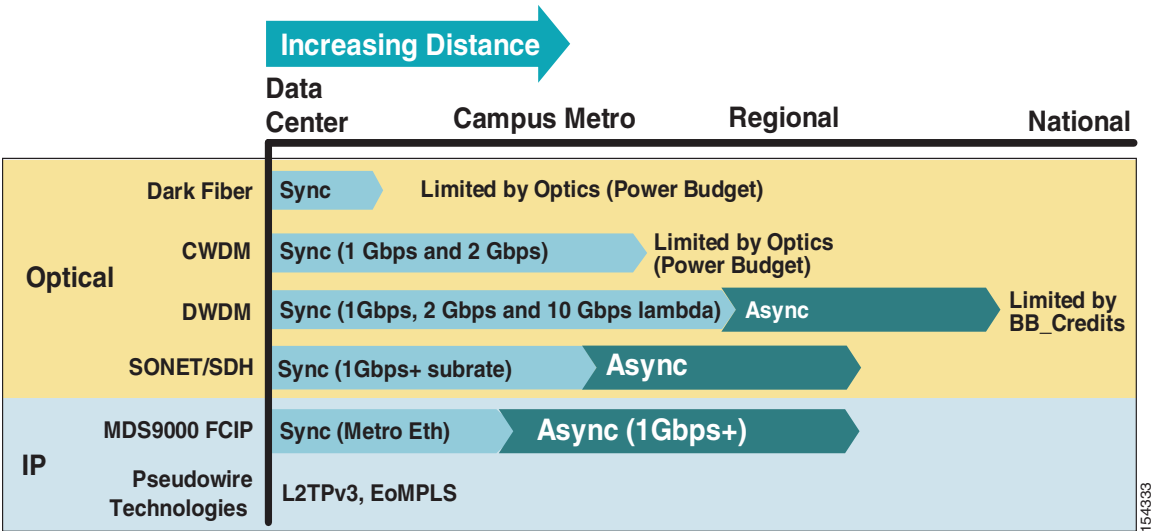 Increasing Distance
Data
Center
Campus Metro
Regional
National
Optical
Dark Fiber
Sync
Limited by Optics (Power Budget)
CWDM
Sync (1 Gbps and 2 Gbps)
Limited by Optics
(Power Budget)
DWDM
Sync (1Gbps, 2 Gbps and 10 Gbps lambda)
Async
Limited by
BB_Credits
SONET/SDH
Sync (1Gbps+ subrate)
Async
IP
MDS9000 FCIP
Sync (Metro Eth)
Async (1Gbps+)
Pseudowire
Technologies
L2TPv3, EoMPLS
154333